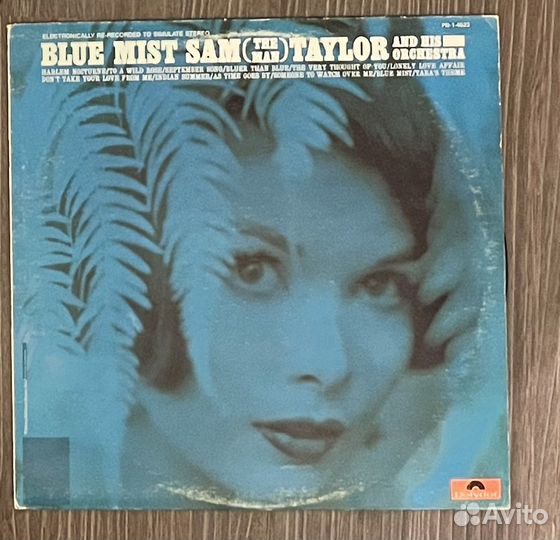 ELECTRONICALLY RE-RECORDED TO SIMULATE STEREO
PD-1-4523
BLUE MIST SAM (THE MAN) TAYLOR AND HIS ORCHESTRA
HARLEM NOCTURNE/TO A WILD ROSE/SEPTEMBER SONG/BLUER THAN BLUE/THE VERY THOUGHT OF YOU/LONELY LOVE AFFAIR
DON'T TAKE YOUR LOVE FROM ME/INDIAN SUMMER/AS TIME GOES BY/SOMEONE TO WATCH OVER ME/BLUE MIST/TARA'S THEME
Polydor
Avito